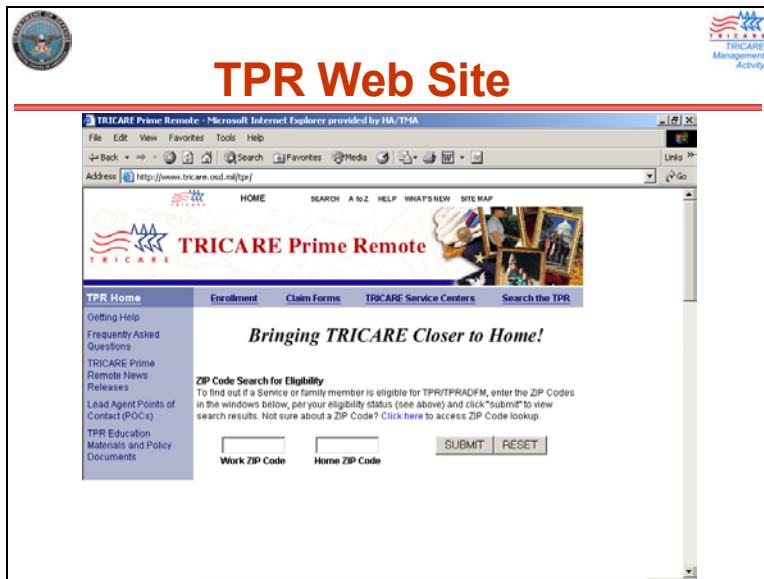 TRICARE
Management
Activity
TPR Web Site
TRICARE Prime Remote - Microsoft Internet Explorer provided by HA/TMA
File Edit View Favorites Tools Help
Back Search Favorites Media Links »
Address http://www.tricare.osd.mil/tpr/ Go
HOME SEARCH A to Z HELP WHAT'S NEW SITE MAP
TRICARE
TRICARE Prime Remote
TPR Home Enrollment Claim Forms TRICARE Service Centers Search the TPR
Getting Help
Frequently Asked
Questions
TRICARE Prime
Remote News
Releases
Lead Agent Points of
Contact (POCs)
TPR Education
Materials and Policy
Documents
Bringing TRICARE Closer to Home!
ZIP Code Search for Eligibility
To find out if a Service or family member is eligible for TPR/TPRADFM, enter the ZIP Codes
in the windows below, per your eligibility status (see above) and click "submit" to view
search results. Not sure about a ZIP Code? Click here to access ZIP Code lookup.
SUBMIT RESET
Work ZIP Code Home ZIP Code